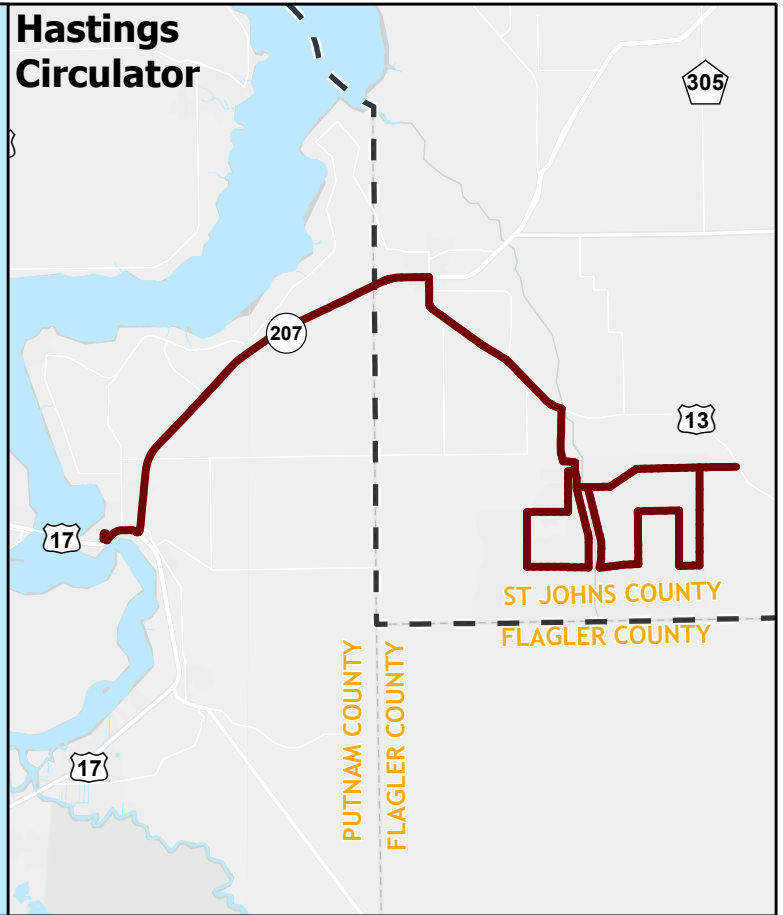 Hastings
Circulator
305
207
13
17
ST JOHNS COUNTY
FLAGLER COUNTY
PUTNAM COUNTY
FLAGLER COUNTY
17